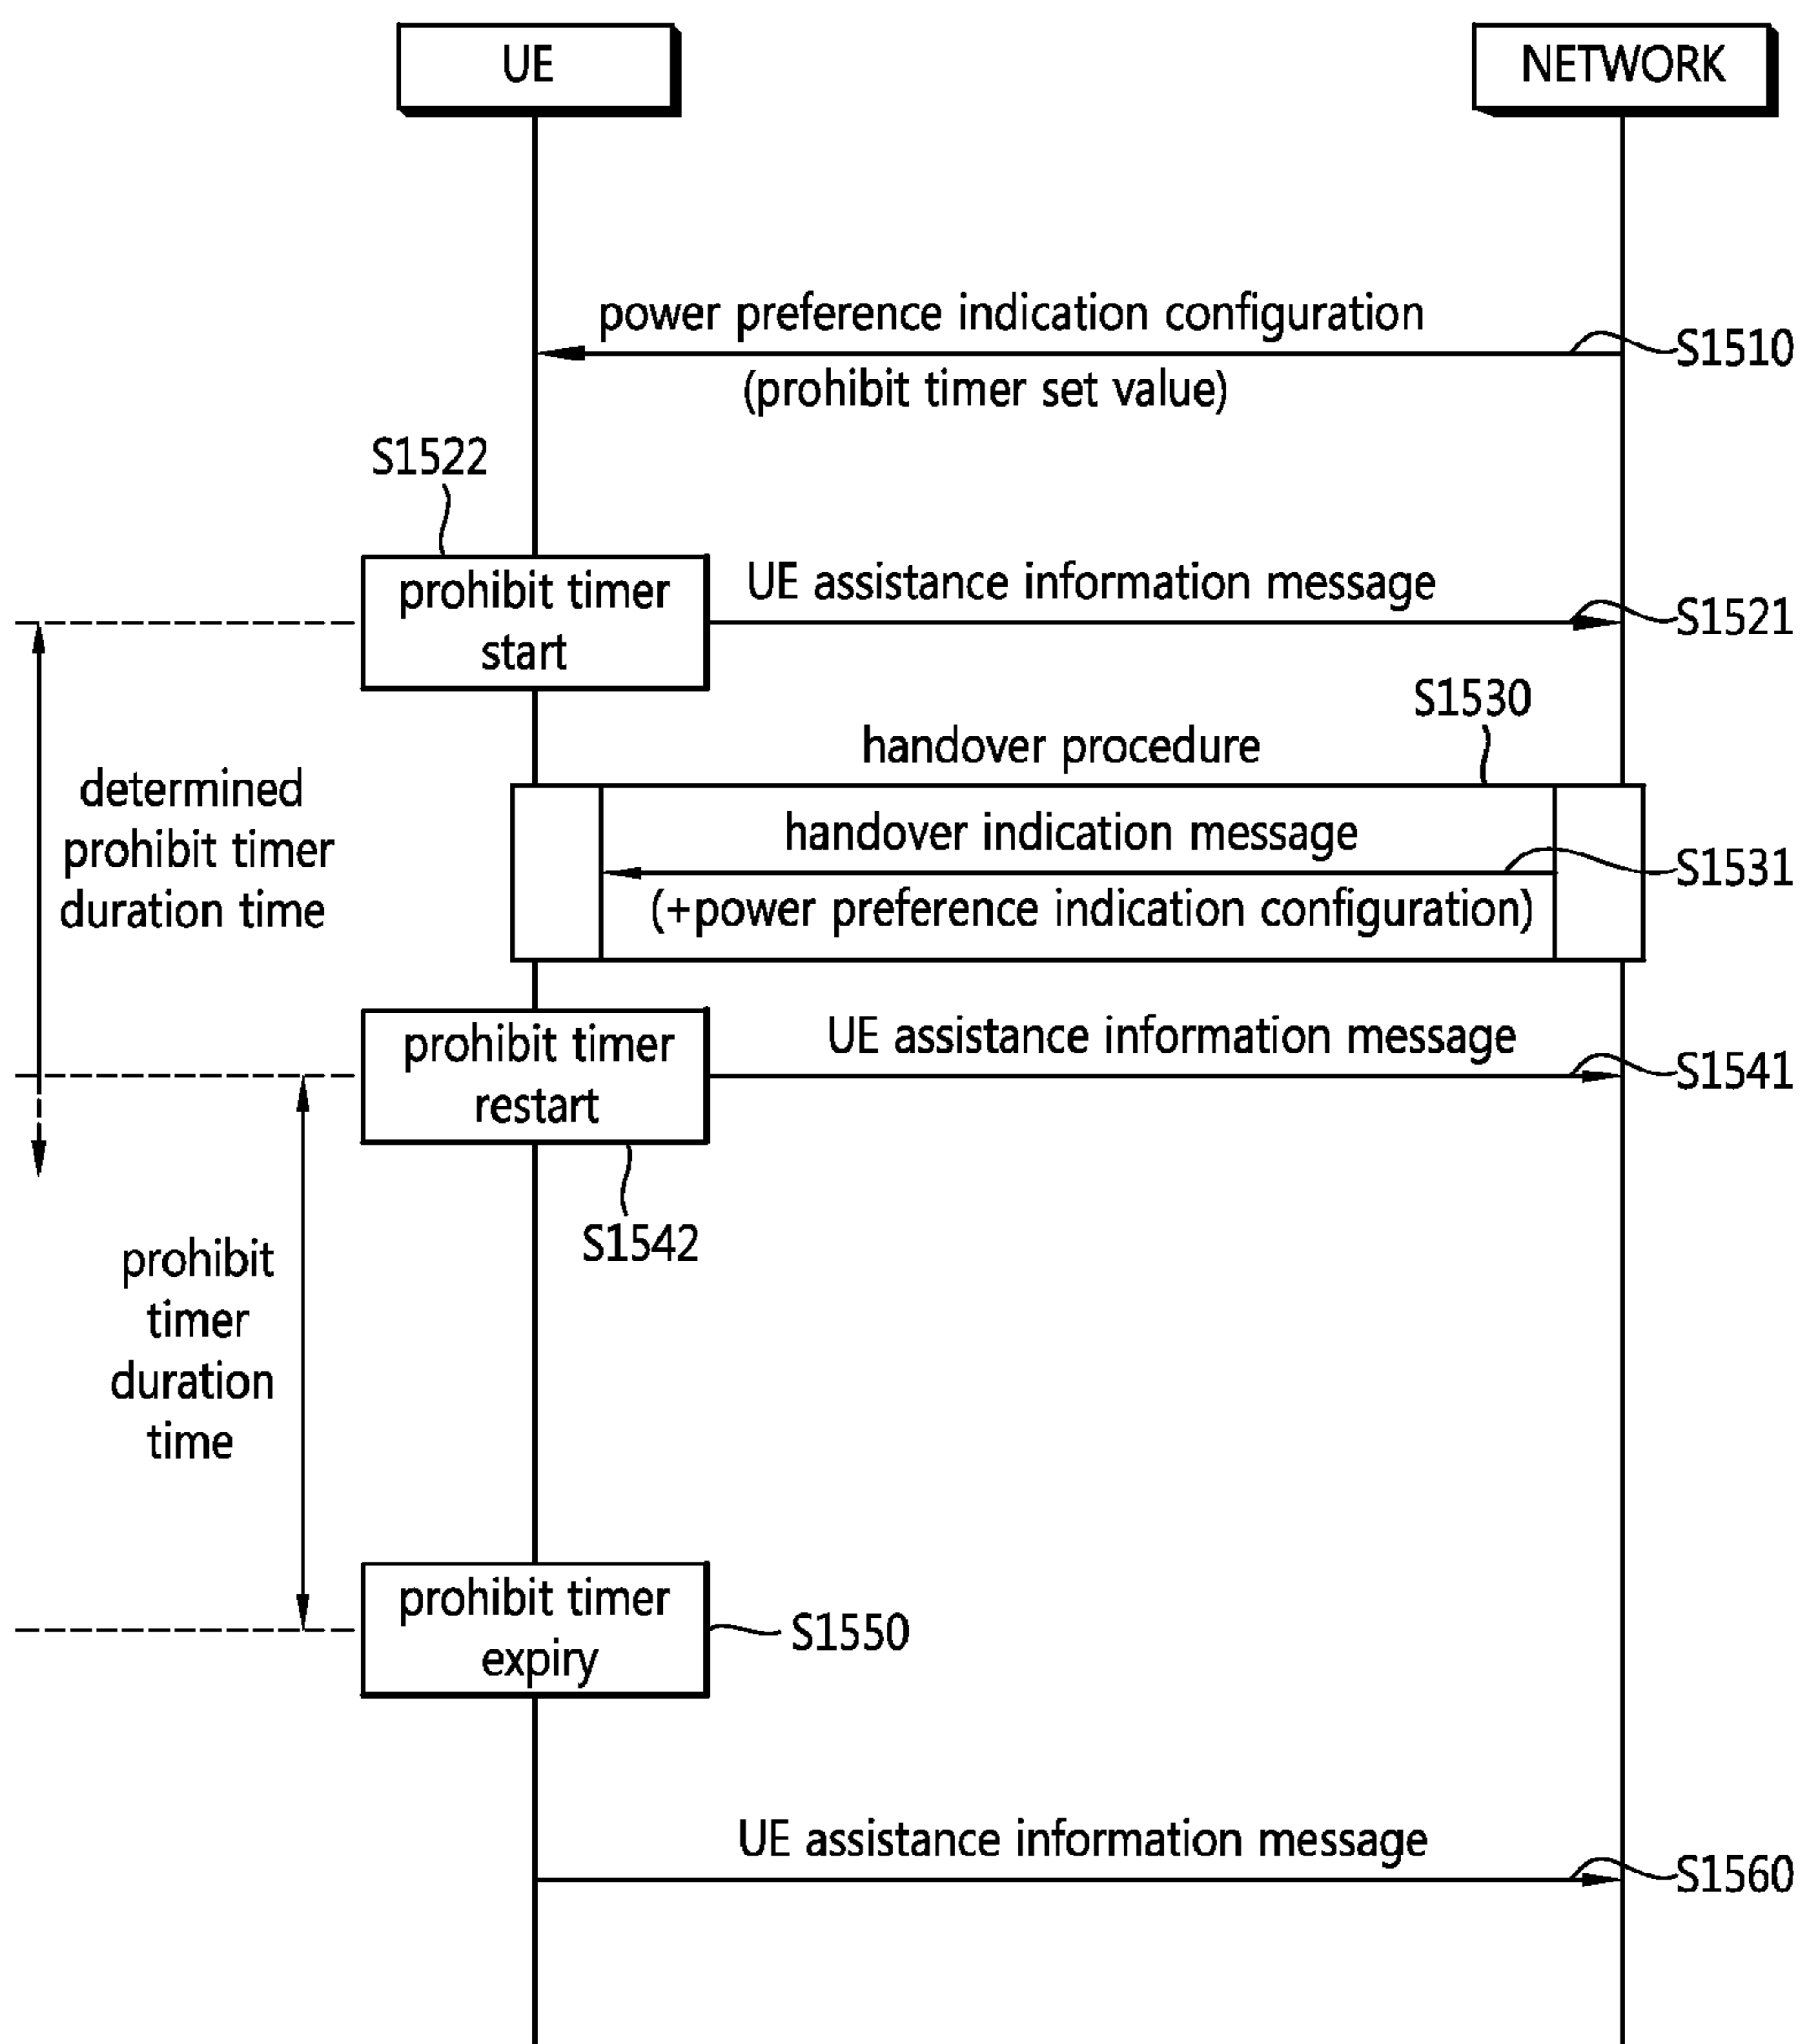 UE
NETWORK
power preference indication configuration
S1510
(prohibit timer set value)
S1522
prohibit timer
start
UE assistance information message
S1521
S1530
handover procedure
determined
prohibit timer
duration time
handover indication message
S1531
(+power preference indication configuration)
prohibit timer
restart
UE assistance information message
S1541
S1542
prohibit
timer
duration
time
prohibit timer
expiry
S1550
UE assistance information message
S1560